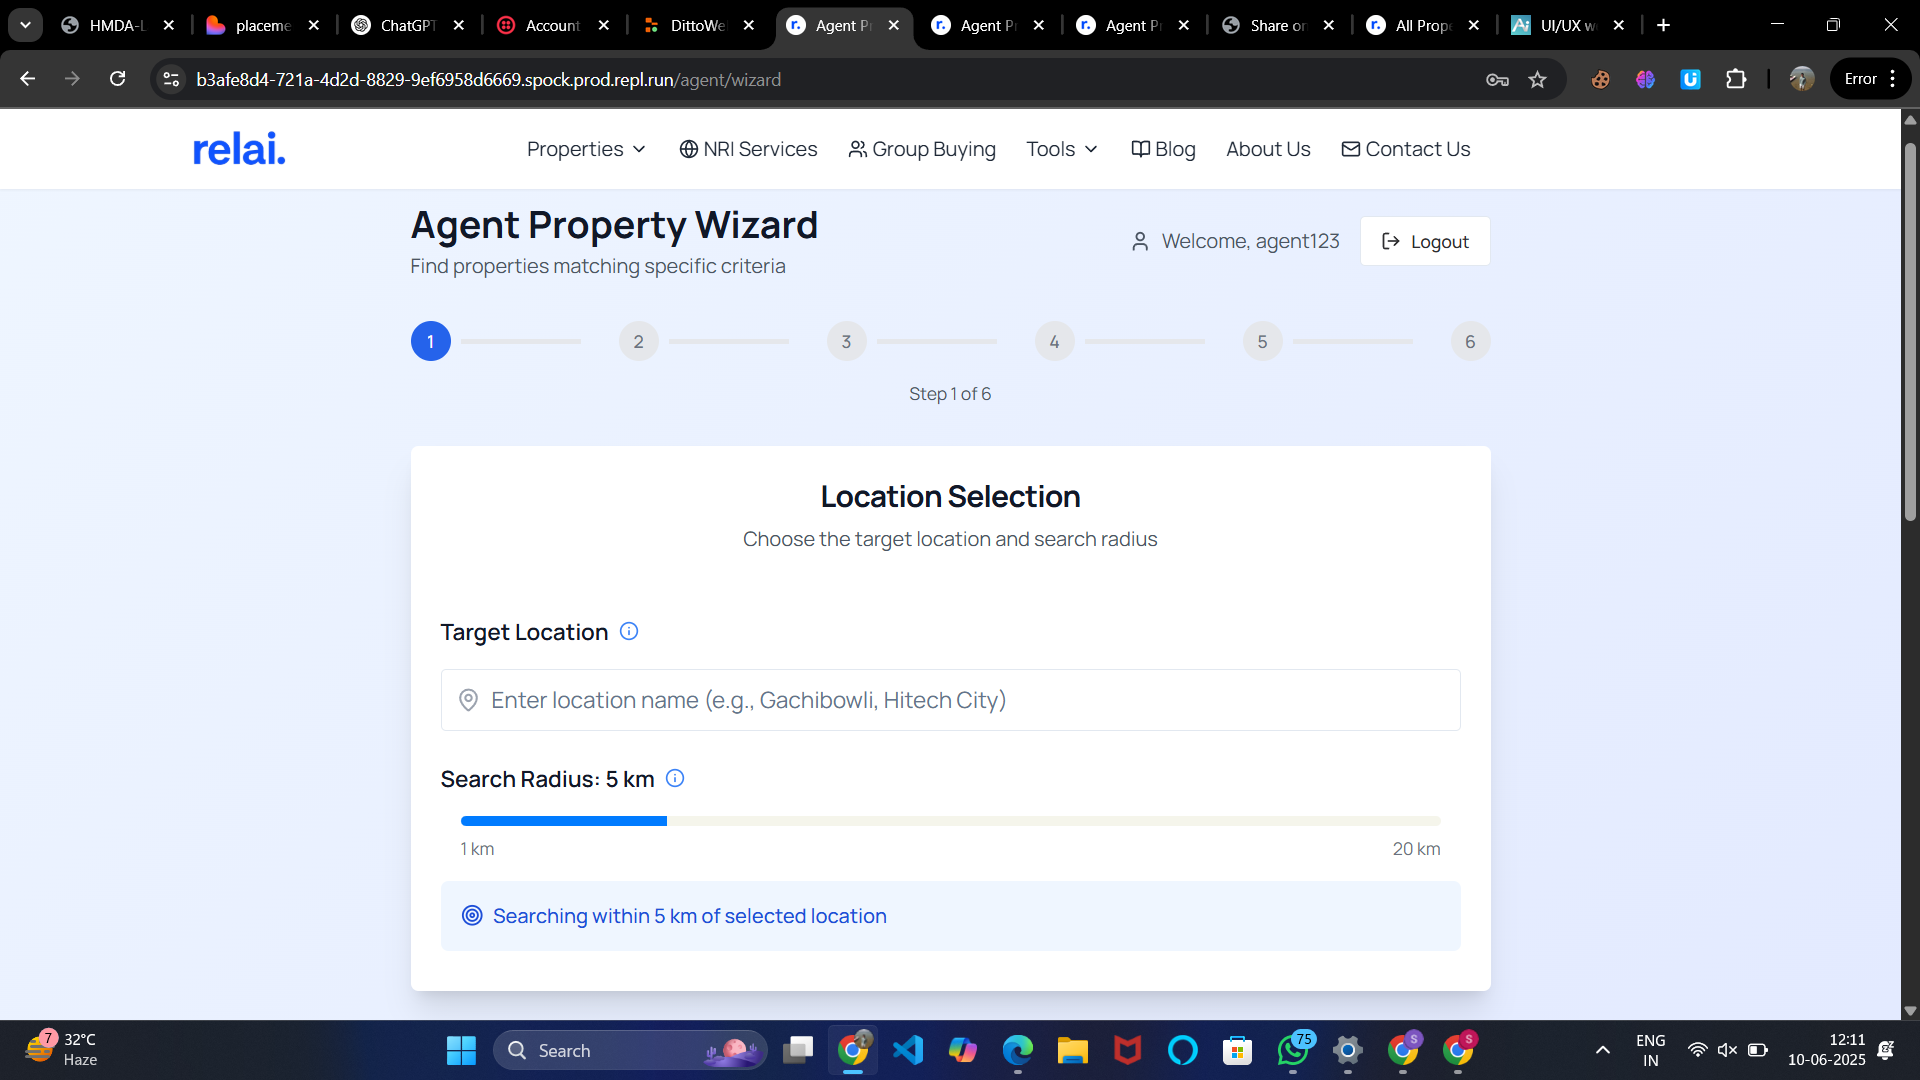 HMDA-L
placeme
ChatGPT
Account
DittoWe
Agent P
Agent P
Agent P
Share on
All Prope
Ai
UI/UX w
b3afe8d4-721a-4d2d-8829-9ef6958d6669.spock.prod.repl.run/agent/wizard
Error
relai.
Properties
NRI Services
Group Buying
Tools
Blog
About Us
Contact Us
Agent Property Wizard
Find properties matching specific criteria
Welcome, agent123
Logout
1
2
3
4
5
6
Step 1 of 6
Location Selection
Choose the target location and search radius
Target Location
Enter location name (e.g., Gachibowli, Hitech City)
Search Radius: 5 km
1 km
20 km
Searching within 5 km of selected location
7
32°C
Haze
Search
75
S
S
ENG
IN
12:11
10-06-2025